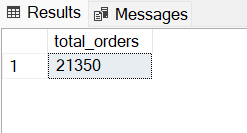 Results Messages
total_orders
1 21350